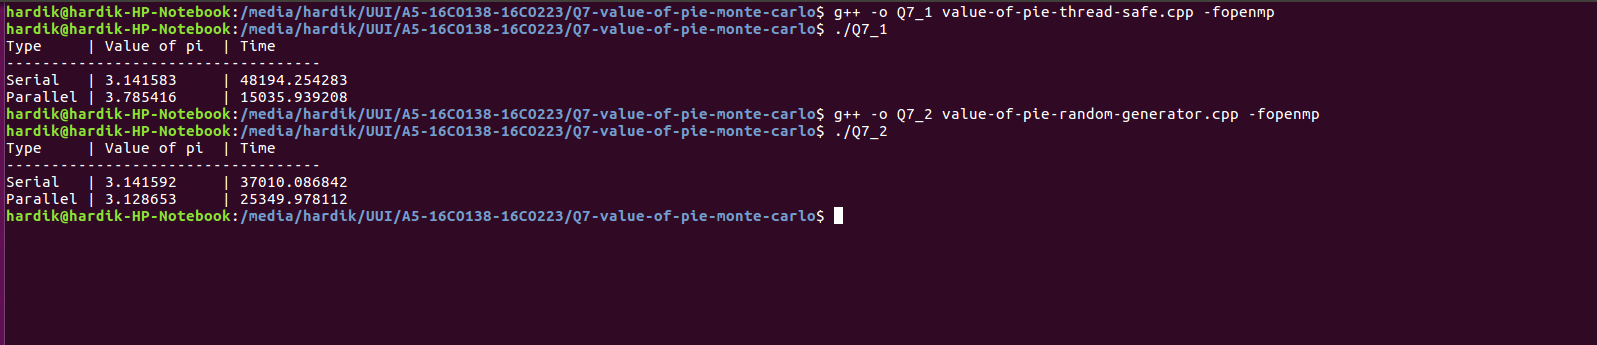 hardik@hardik-HP-Notebook:/media/hardik/UUI/A5-16CO138-16CO223/Q7-value-of-pie-monte-carlo$ g++ -o Q7_1 value-of-pie-thread-safe.cpp -fopenmp
hardik@hardik-HP-Notebook:/media/hardik/UUI/A5-16CO138-16CO223/Q7-value-of-pie-monte-carlo$ ./Q7_1
Type     | Value of pi  | Time
-----------------------------------
Serial   | 3.141583     | 48194.254283
Parallel | 3.785416     | 15035.939208
hardik@hardik-HP-Notebook:/media/hardik/UUI/A5-16CO138-16CO223/Q7-value-of-pie-monte-carlo$ g++ -o Q7_2 value-of-pie-random-generator.cpp -fopenmp
hardik@hardik-HP-Notebook:/media/hardik/UUI/A5-16CO138-16CO223/Q7-value-of-pie-monte-carlo$ ./Q7_2
Type     | Value of pi  | Time
-----------------------------------
Serial   | 3.141592     | 37010.086842
Parallel | 3.128653     | 25349.978112
hardik@hardik-HP-Notebook:/media/hardik/UUI/A5-16CO138-16CO223/Q7-value-of-pie-monte-carlo$